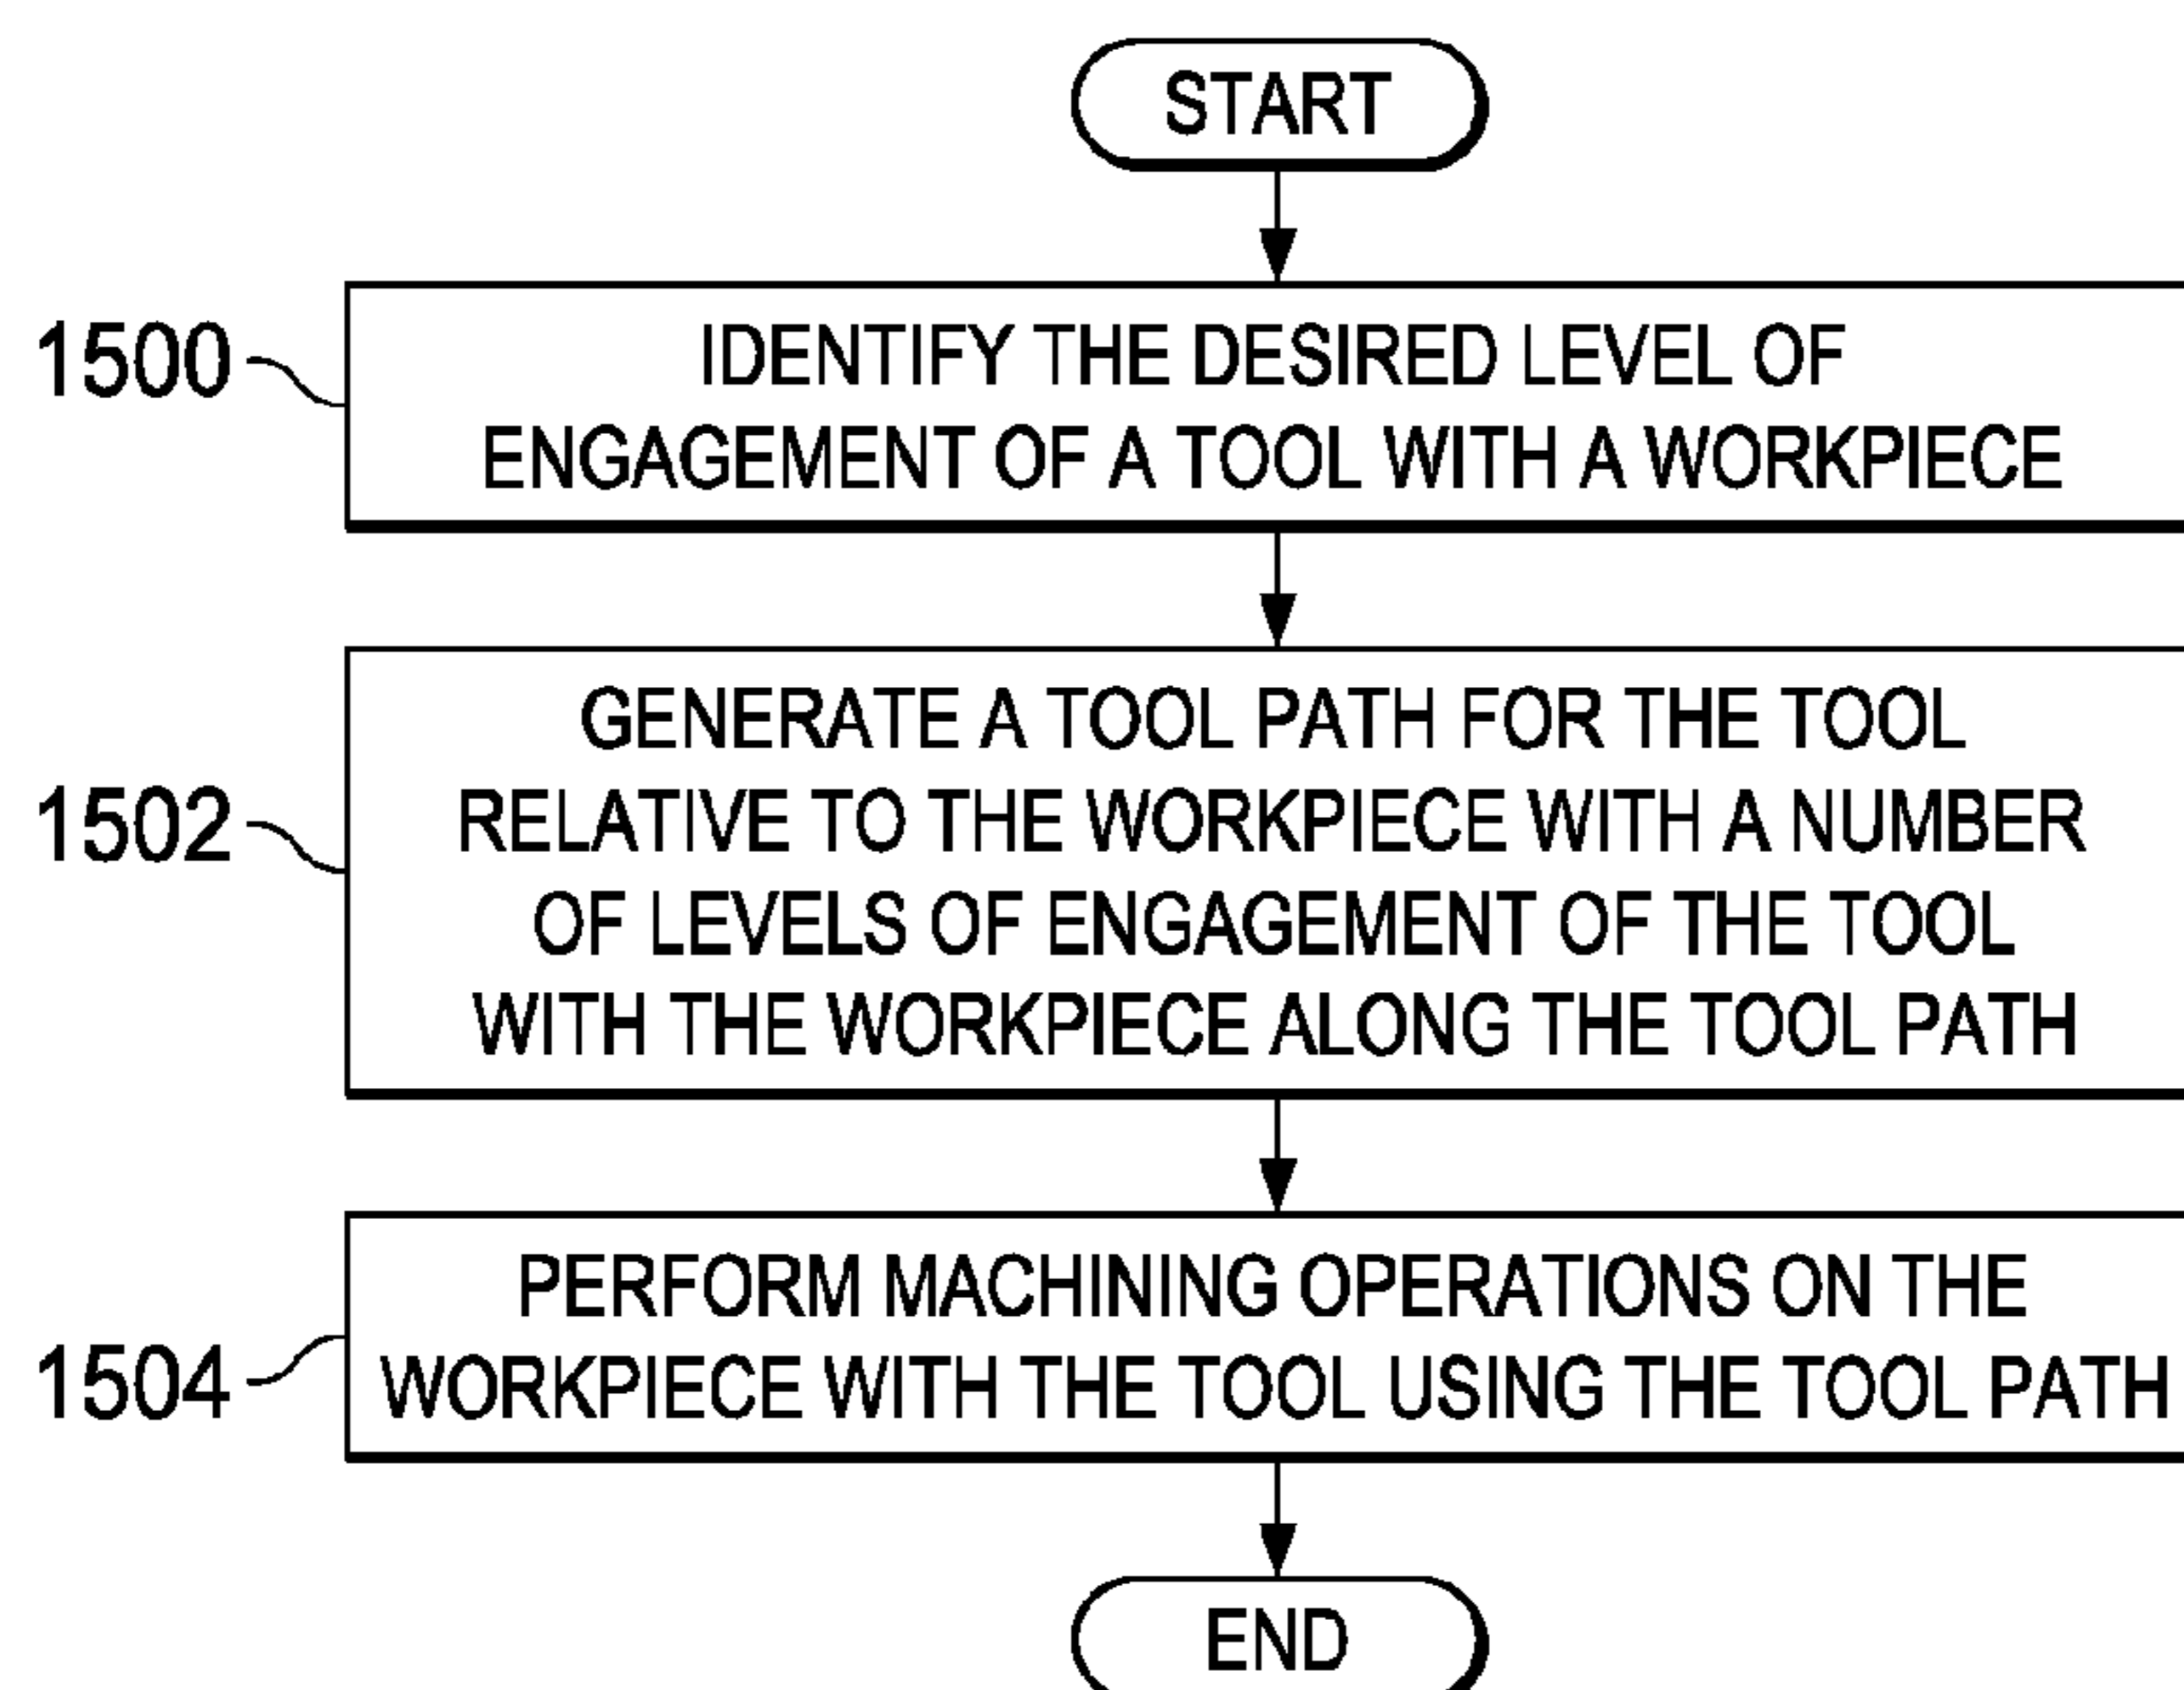 START
1500
IDENTIFY THE DESIRED LEVEL OF
ENGAGEMENT OF A TOOL WITH A WORKPIECE
1502
GENERATE A TOOL PATH FOR THE TOOL
RELATIVE TO THE WORKPIECE WITH A NUMBER
OF LEVELS OF ENGAGEMENT OF THE TOOL
WITH THE WORKPIECE ALONG THE TOOL PATH
1504
PERFORM MACHINING OPERATIONS ON THE
WORKPIECE WITH THE TOOL USING THE TOOL PATH
END